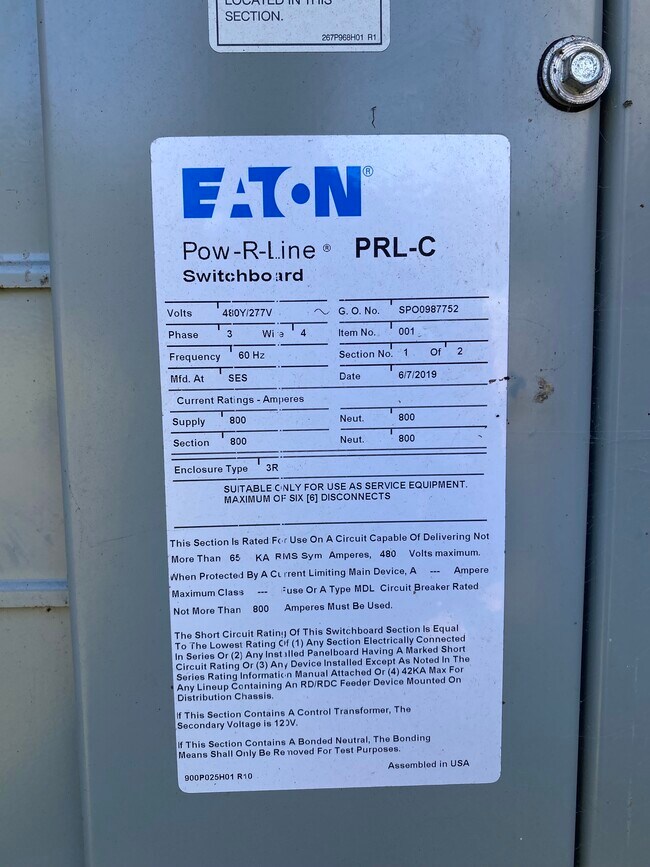 LOCATED IN THIS
SECTION.
267P968H01 R1
EATON®
Pow-R-Line® PRL-C
Switchboard
Volts 480Y/277V ~ G. O. No. SPO0987752
Phase 3 Wire 4 Item No. 001
Frequency 60 Hz Section No. 1 Of 2
Mfd. At SES Date 6/7/2019
Current Ratings - Amperes
Supply 800 Neut. 800
Section 800 Neut. 800
Enclosure Type 3R
SUITABLE ONLY FOR USE AS SERVICE EQUIPMENT.
MAXIMUM OF SIX [6] DISCONNECTS
This Section Is Rated For Use On A Circuit Capable Of Delivering Not
More Than 65 KA RMS Sym Amperes, 480 Volts maximum.
When Protected By A Current Limiting Main Device, A --- Ampere
Maximum Class --- Fuse Or A Type MDL Circuit Breaker Rated
Not More Than 800 Amperes Must Be Used.
The Short Circuit Rating Of This Switchboard Section Is Equal
To The Lowest Rating Of (1) Any Section Electrically Connected
In Series Or (2) Any Installed Panelboard Having A Marked Short
Circuit Rating Or (3) Any Device Installed Except As Noted In The
Series Rating Information Manual Attached Or (4) 42KA Max For
Any Lineup Containing An RD/RDC Feeder Device Mounted On
Distribution Chassis.
If This Section Contains A Control Transformer, The
Secondary Voltage is 120V.
If This Section Contains A Bonded Neutral, The Bonding
Means Shall Only Be Removed For Test Purposes.
Assembled in USA
900P025H01 R10